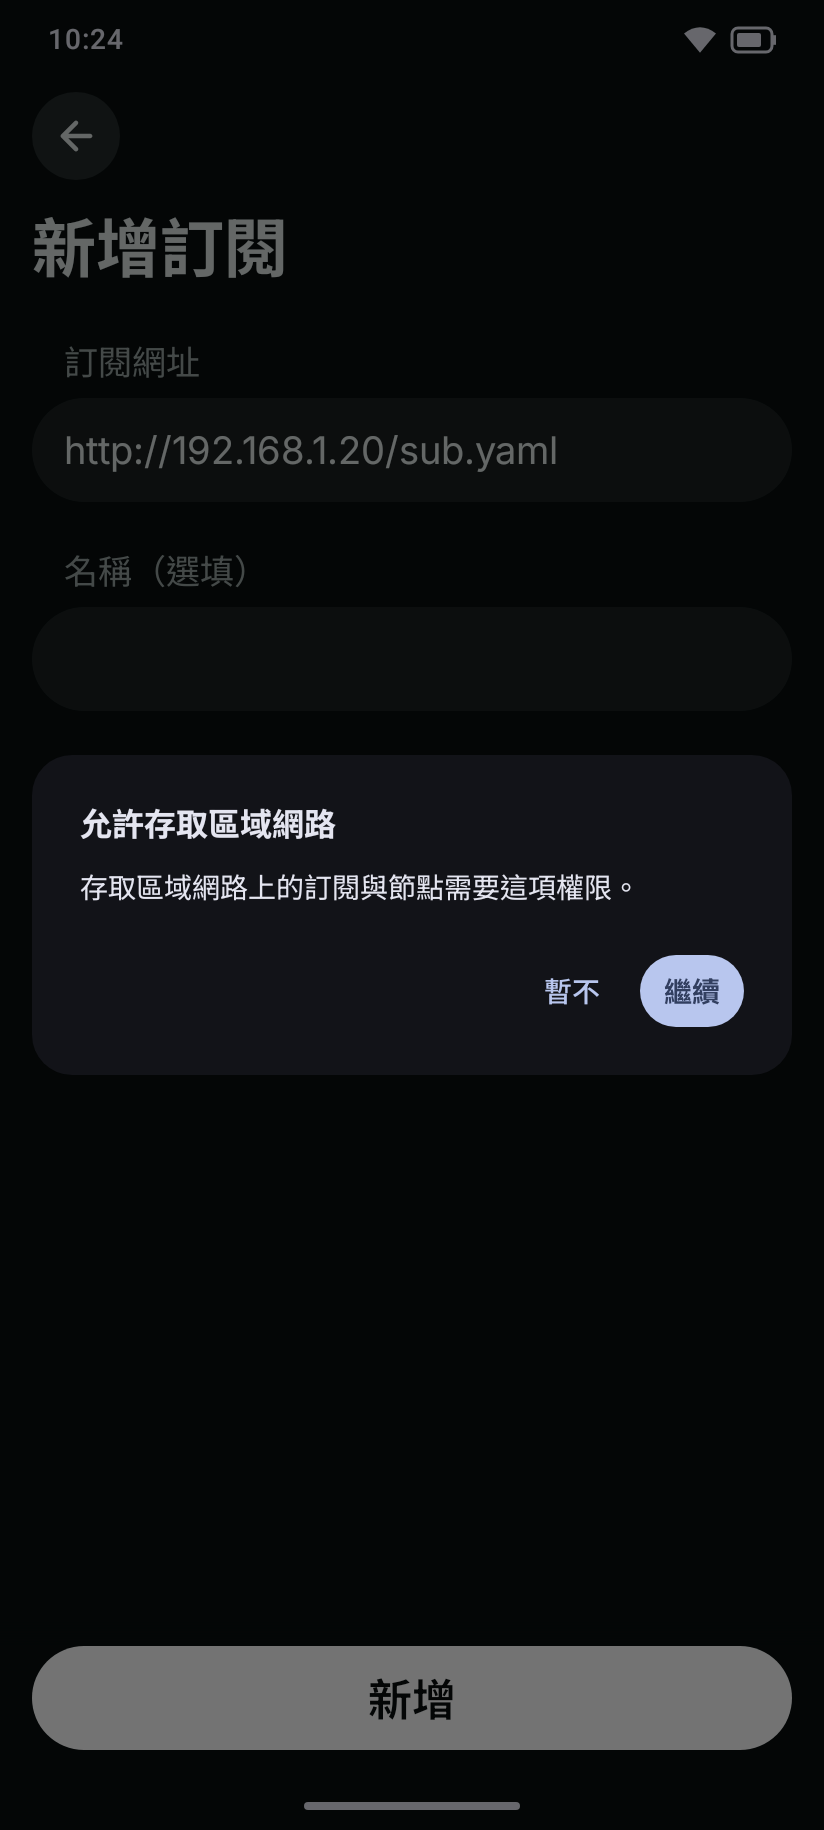 10:24
新增訂閱
訂閱網址
http://192.168.1.20/sub.yaml
名稱（選填）
允許存取區域網路
存取區域網路上的訂閱與節點需要這項權限。
暫不
繼續
新增